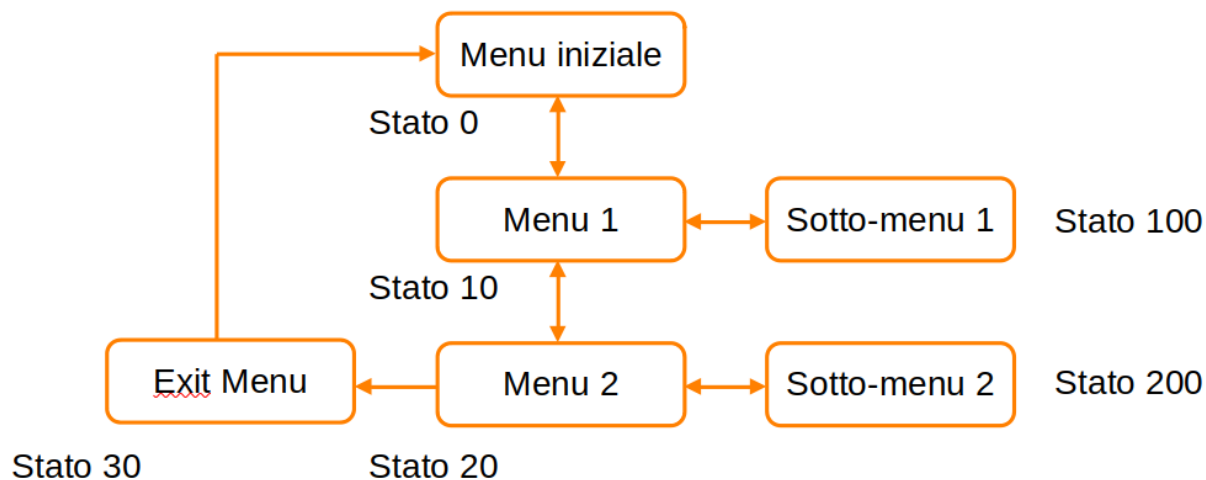 Menu iniziale
Stato 0
Menu 1
Sotto-menu 1
Stato 100
Stato 10
Exit Menu
Menu 2
Sotto-menu 2
Stato 200
Stato 30
Stato 20